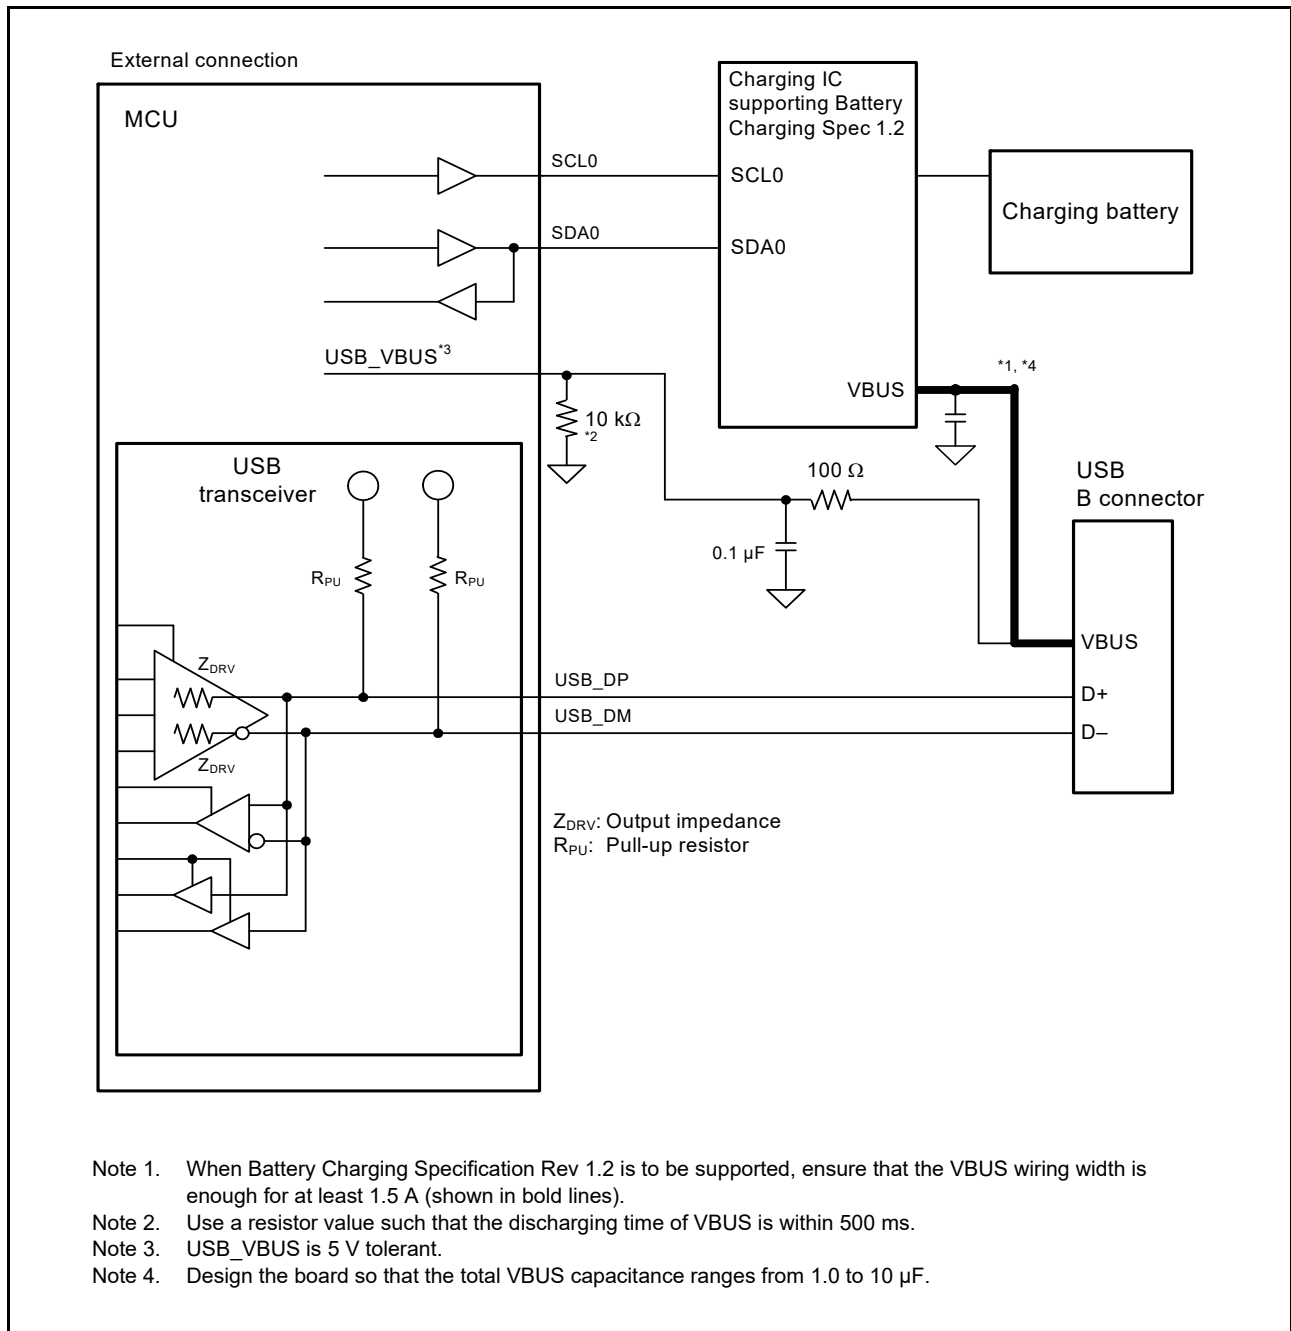 External connection
MCU
Charging IC
supporting Battery
Charging Spec 1.2
SCL0
SCL0
Charging battery
SDA0
SDA0
USB_VBUS*3
*1, *4
VBUS
10 kΩ
*2
USB
transceiver
100 Ω
USB
B connector
0.1 µF
RPU
RPU
VBUS
ZDRV
USB_DP
D+
USB_DM
D–
ZDRV
ZDRV: Output impedance
RPU: Pull-up resistor
Note 1. When Battery Charging Specification Rev 1.2 is to be supported, ensure that the VBUS wiring width is
enough for at least 1.5 A (shown in bold lines).
Note 2. Use a resistor value such that the discharging time of VBUS is within 500 ms.
Note 3. USB_VBUS is 5 V tolerant.
Note 4. Design the board so that the total VBUS capacitance ranges from 1.0 to 10 µF.